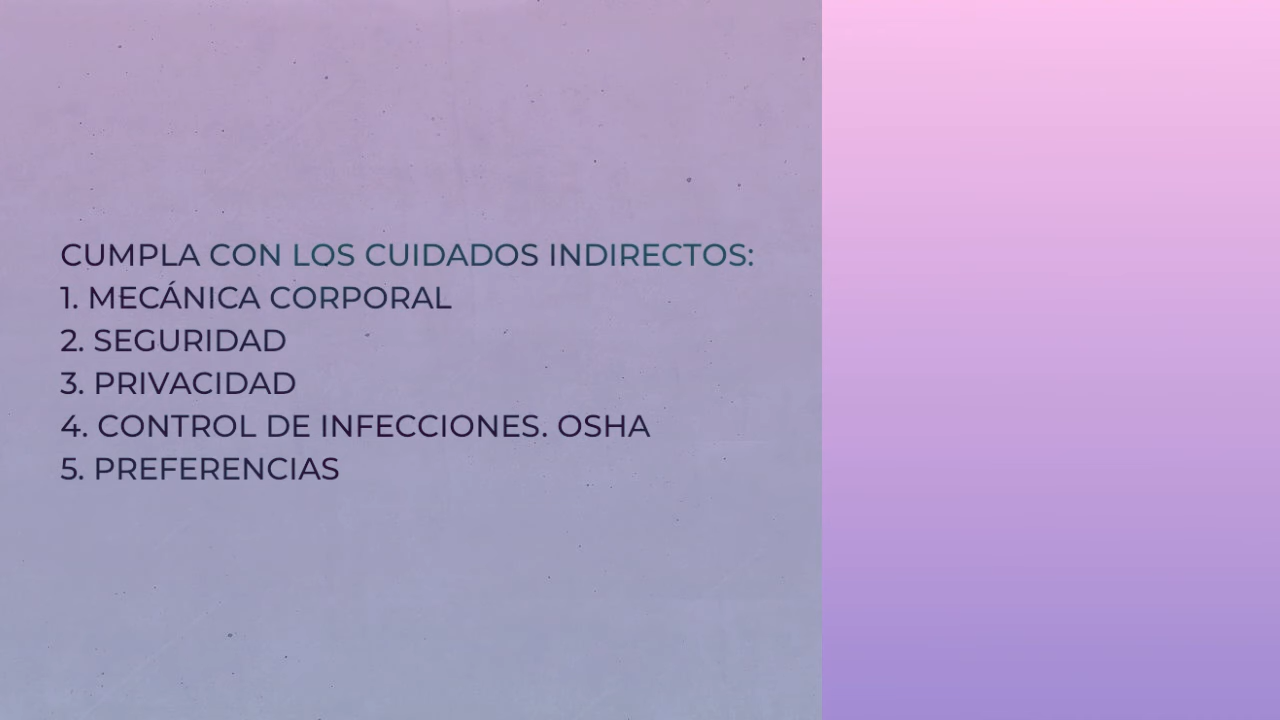 CUMPLA CON LOS CUIDADOS INDIRECTOS:
1. MECÁNICA CORPORAL
2. SEGURIDAD
3. PRIVACIDAD
4. CONTROL DE INFECCIONES. OSHA
5. PREFERENCIAS